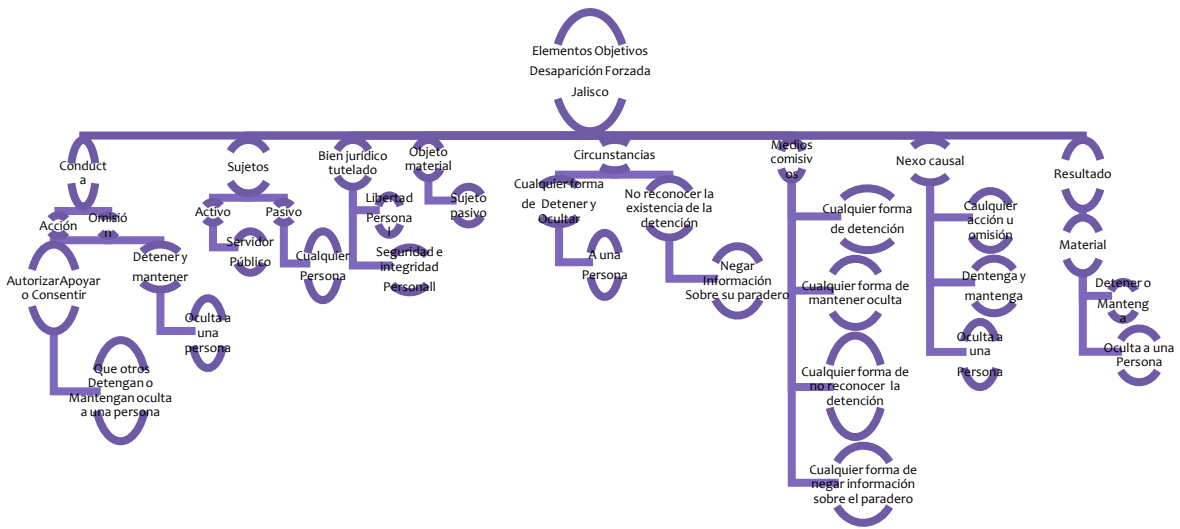 Elementos Objetivos
Desaparición Forzada
Jalisco
Conduct
a
Acción
Omisió
n
AutorizarApoyar
o Consentir
Que otros
Detengan o
Mantengan oculta
a una persona
Detener y
mantener
Oculta a
una
persona
Sujetos
Activo
Servidor
Público
Pasivo
Cualquier
Persona
Bien jurídico
tutelado
Libertad
Persona
l
Seguridad e
integridad
Personall
Objeto
material
Sujeto
pasivo
Circunstancias
Cualquier forma
de Detener y
Ocultar
A una
Persona
No reconocer la
existencia de la
detención
Negar
Información
Sobre su paradero
Medios
comisiv
os
Cualquier forma
de detención
Cualquier forma de
mantener oculta
Cualquier forma de
no reconocer la
detención
Cualquier forma de
negar información
sobre el paradero
Nexo causal
Caulquier
acción u
omisión
Dentenga y
mantenga
Oculta a
una
Persona
Resultado
Material
Detener o
Manteng
a
Oculta a una
Persona